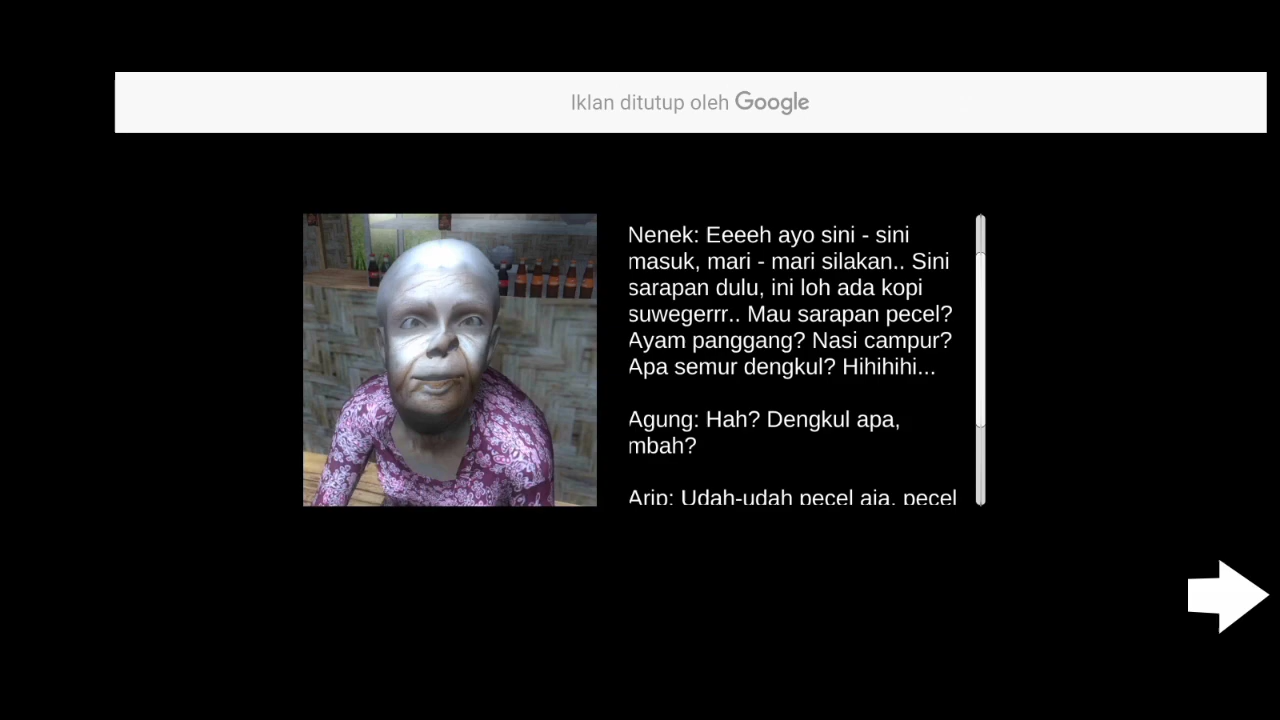 Iklan ditutup oleh Google
Nenek: Eeeeh ayo sini - sini
masuk, mari - mari silakan.. Sini
sarapan dulu, ini loh ada kopi
suwegerrr.. Mau sarapan pecel?
Ayam panggang? Nasi campur?
Apa semur dengkul? Hihihihi...
Agung: Hah? Dengkul apa,
mbah?
Arip: Udah-udah pecel aja, pecel